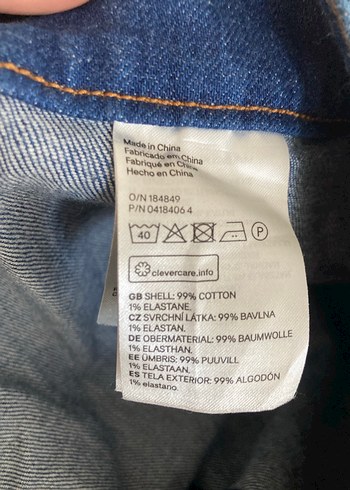 Made in China
Fabricado em China
Fabriqué en China
Hecho en China
O/N 184849
P/N 0418406 4
40
P
clevercare.info
GB SHELL: 99% COTTON
1% ELASTANE.
CZ SVRCHNÍ LÁTKA: 99% BAVLNA
1% ELASTAN.
DE OBERMATERIAL: 99% BAUMWOLLE
1% ELASTHAN.
EE ÜMBRIS: 99% PUUVILL
1% ELASTAAN.
ES TELA EXTERIOR: 99% ALGODÓN
1% elastano.